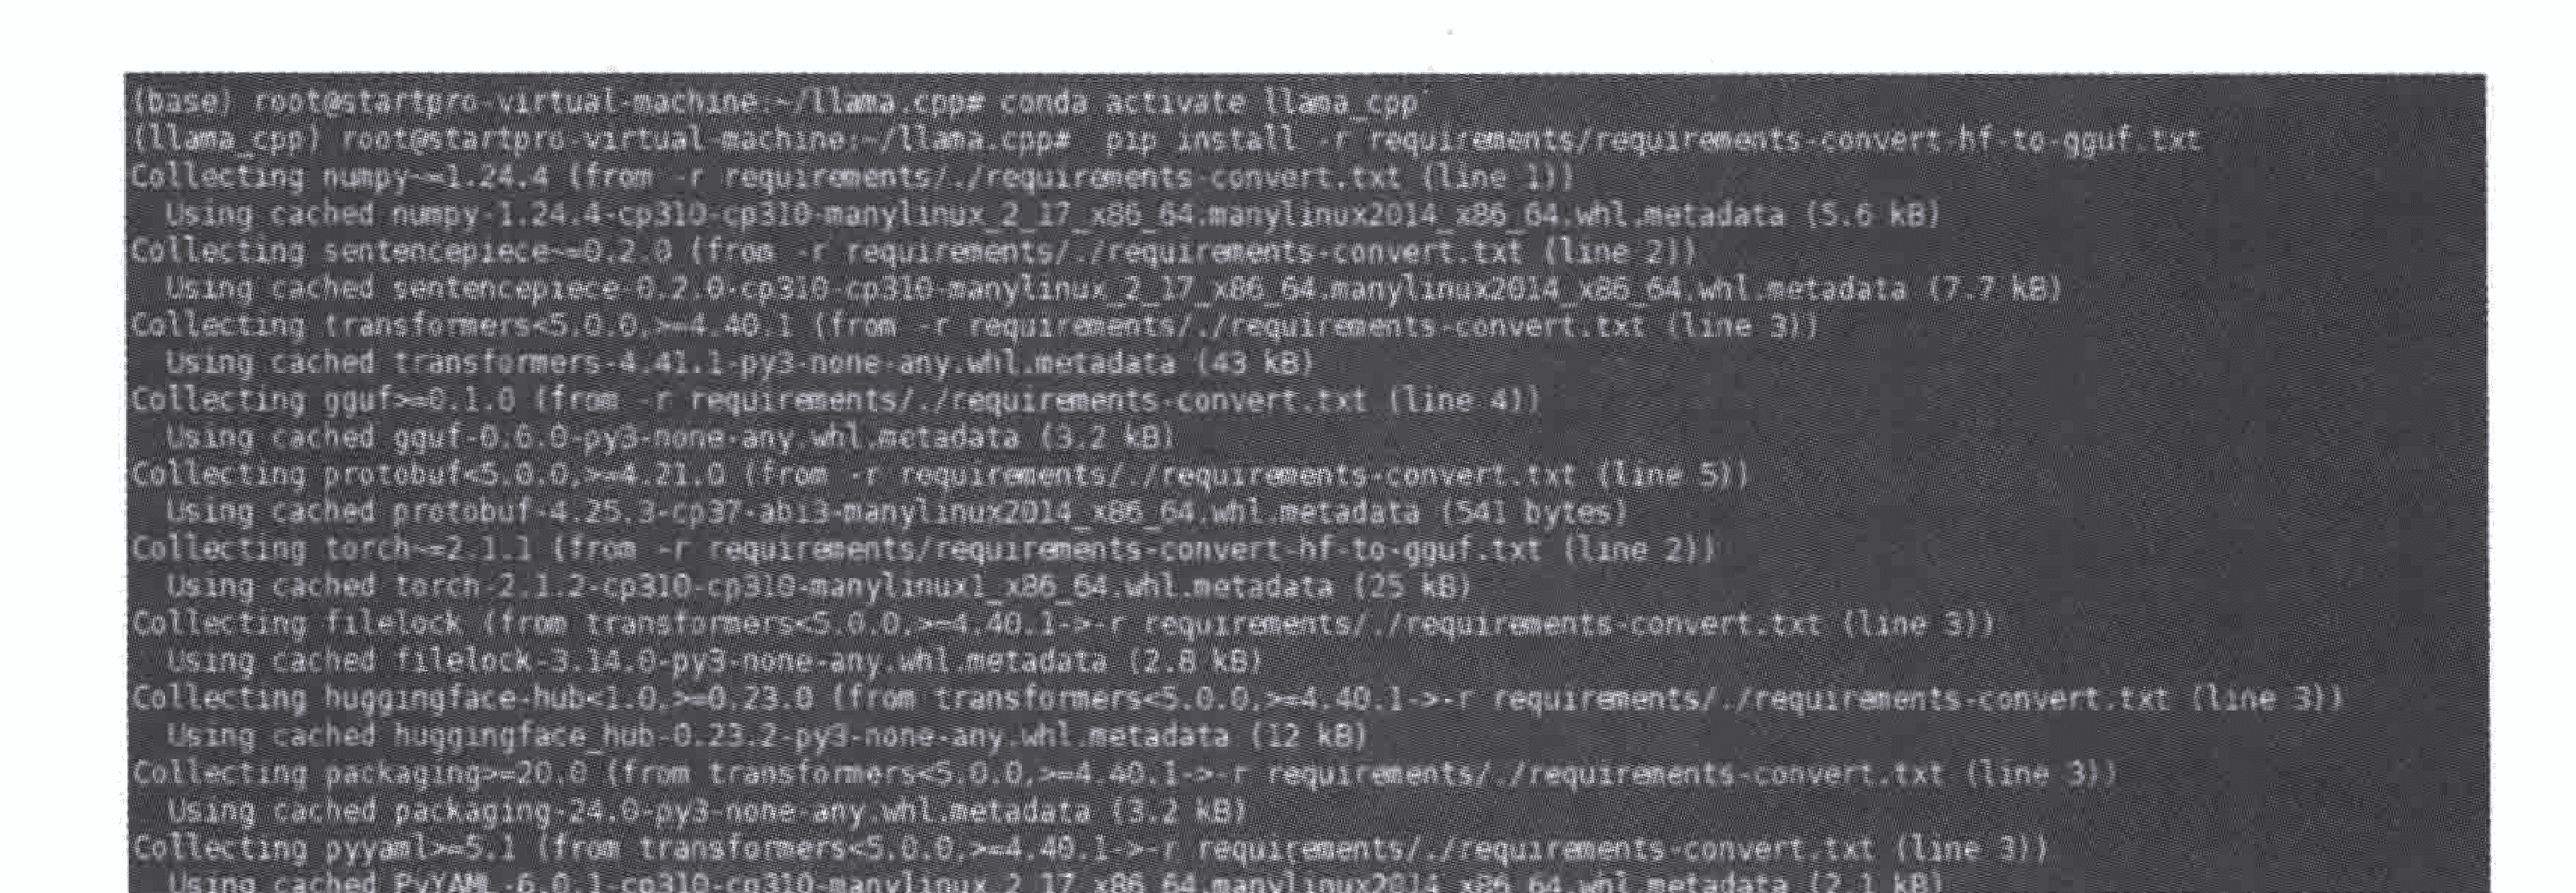 (base) root@startpro-virtual-machine:~/llama.cpp# conda activate llama_cpp
(llama_cpp) root@startpro-virtual-machine:~/llama.cpp#  pip install -r requirements/requirements-convert-hf-to-gguf.txt
Collecting numpy~=1.24.4 (from -r requirements/./requirements-convert.txt (line 1))
  Using cached numpy-1.24.4-cp310-cp310-manylinux_2_17_x86_64.manylinux2014_x86_64.whl.metadata (5.6 kB)
Collecting sentencepiece~=0.2.0 (from -r requirements/./requirements-convert.txt (line 2))
  Using cached sentencepiece-0.2.0-cp310-cp310-manylinux_2_17_x86_64.manylinux2014_x86_64.whl.metadata (7.7 kB)
Collecting transformers<5.0.0,>=4.40.1 (from -r requirements/./requirements-convert.txt (line 3))
  Using cached transformers-4.41.1-py3-none-any.whl.metadata (43 kB)
Collecting gguf>=0.1.0 (from -r requirements/./requirements-convert.txt (line 4))
  Using cached gguf-0.6.0-py3-none-any.whl.metadata (3.2 kB)
Collecting protobuf<5.0.0,>=4.21.0 (from -r requirements/./requirements-convert.txt (line 5))
  Using cached protobuf-4.25.3-cp37-abi3-manylinux2014_x86_64.whl.metadata (541 bytes)
Collecting torch~=2.1.1 (from -r requirements/requirements-convert-hf-to-gguf.txt (line 2))
  Using cached torch-2.1.2-cp310-cp310-manylinux1_x86_64.whl.metadata (25 kB)
Collecting filelock (from transformers<5.0.0,>=4.40.1->-r requirements/./requirements-convert.txt (line 3))
  Using cached filelock-3.14.0-py3-none-any.whl.metadata (2.8 kB)
Collecting huggingface-hub<1.0,>=0.23.0 (from transformers<5.0.0,>=4.40.1->-r requirements/./requirements-convert.txt (line 3))
  Using cached huggingface_hub-0.23.2-py3-none-any.whl.metadata (12 kB)
Collecting packaging>=20.0 (from transformers<5.0.0,>=4.40.1->-r requirements/./requirements-convert.txt (line 3))
  Using cached packaging-24.0-py3-none-any.whl.metadata (3.2 kB)
Collecting pyyaml>=5.1 (from transformers<5.0.0,>=4.40.1->-r requirements/./requirements-convert.txt (line 3))
  Using cached PyYAML-6.0.1-cp310-cp310-manylinux_2_17_x86_64.manylinux2014_x86_64.whl.metadata (2.1 kB)